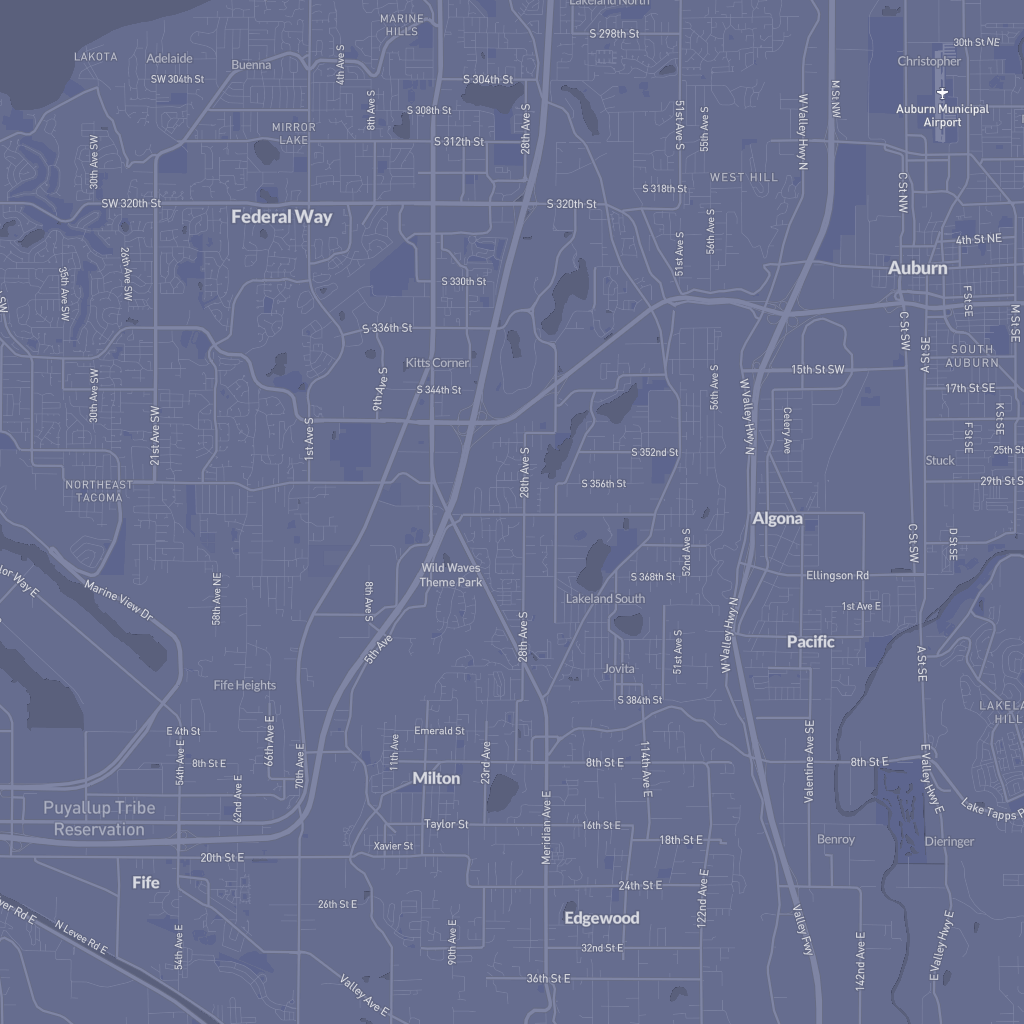 Lakeland North
MARINE
HILLS
S 298th St
30th St NE
LAKOTA
Adelaide
Buenna
4th Ave S
Christopher
SW 304th St
S 304th St
M St NW
W Valley Hwy N
8th Ave S
S 308th St
28th Ave S
51st Ave S
55th Ave S
Auburn Municipal
Airport
MIRROR
LAKE
S 312th St
30th Ave SW
WEST HILL
S 318th St
C St NW
SW 320th St
S 320th St
Federal Way
56th Ave S
51st Ave S
4th St NE
26th Ave SW
35th Ave SW
S 330th St
Auburn
F St SE
M St SE
S 336th St
C St SW
A St SE
Kitts Corner
SOUTH
AUBURN
15th St SW
30th Ave SW
9th Ave S
S 344th St
56th Ave S
17th St SE
21st Ave SW
1st Ave S
W Valley Hwy N
Celery Ave
K St SE
F St SE
S 352nd St
25th St
Stuck
28th Ave S
NORTHEAST
TACOMA
S 356th St
29th St S
Algona
C St SW
D St SE
52nd Ave S
Wild Waves
Theme Park
lor Way E
Marine View Dr
58th Ave NE
8th Ave S
S 368th St
Ellingson Rd
Lakeland South
1st Ave E
W Valley Hwy N
28th Ave S
51st Ave S
5th Ave
Pacific
A St SE
Jovita
Fife Heights
S 384th St
LAKELA
HILL
E 4th St
66th Ave E
Emerald St
11th Ave
23rd Ave
54th Ave E
8th St E
70th Ave E
8th St E
114th Ave E
Valentine Ave SE
8th St E
E Valley Hwy E
Milton
62nd Ave E
Puyallup Tribe
Reservation
Taylor St
Meridian Ave E
16th St E
18th St E
Lake Tapps P
Benroy
Dieringer
Xavier St
20th St E
Fife
24th St E
122nd Ave E
26th St E
Edgewood
ver Rd E
N Levee Rd E
54th Ave E
90th Ave E
32nd St E
Valley Fwy
142nd Ave E
E Valley Hwy E
36th St E
Valley Ave E